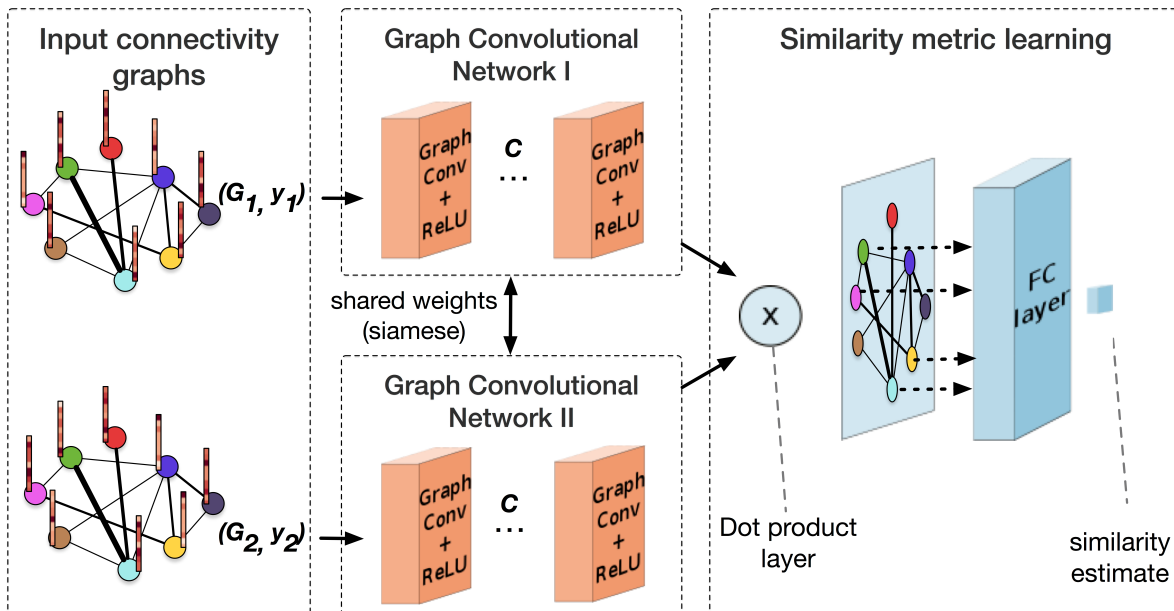 Input connectivity
graphs
(G1, y1)
(G2, y2)
Graph Convolutional
Network I
Graph
Conv
+
ReLU
C
...
Graph
Conv
+
ReLU
shared weights
(siamese)
Graph Convolutional
Network II
Graph
Conv
+
ReLU
C
...
Graph
Conv
+
ReLU
Similarity metric learning
X
FC
layer
Dot product
layer
similarity
estimate